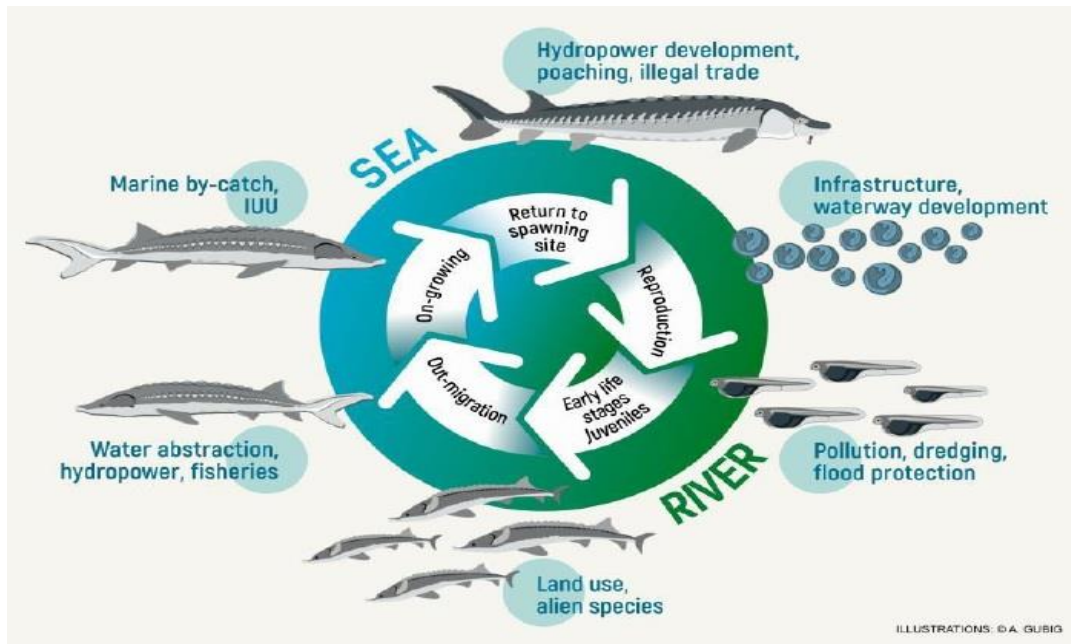 Hydropower development,
poaching, illegal trade
SEA
Marine by-catch,
IUU
Infrastructure,
waterway development
Return to
spawning
site
On-growing
Reproduction
Out-migration
Early life
stages
Juveniles
Water abstraction,
hydropower, fisheries
Pollution, dredging,
flood protection
RIVER
Land use,
alien species
ILLUSTRATIONS: © A. GUBIG